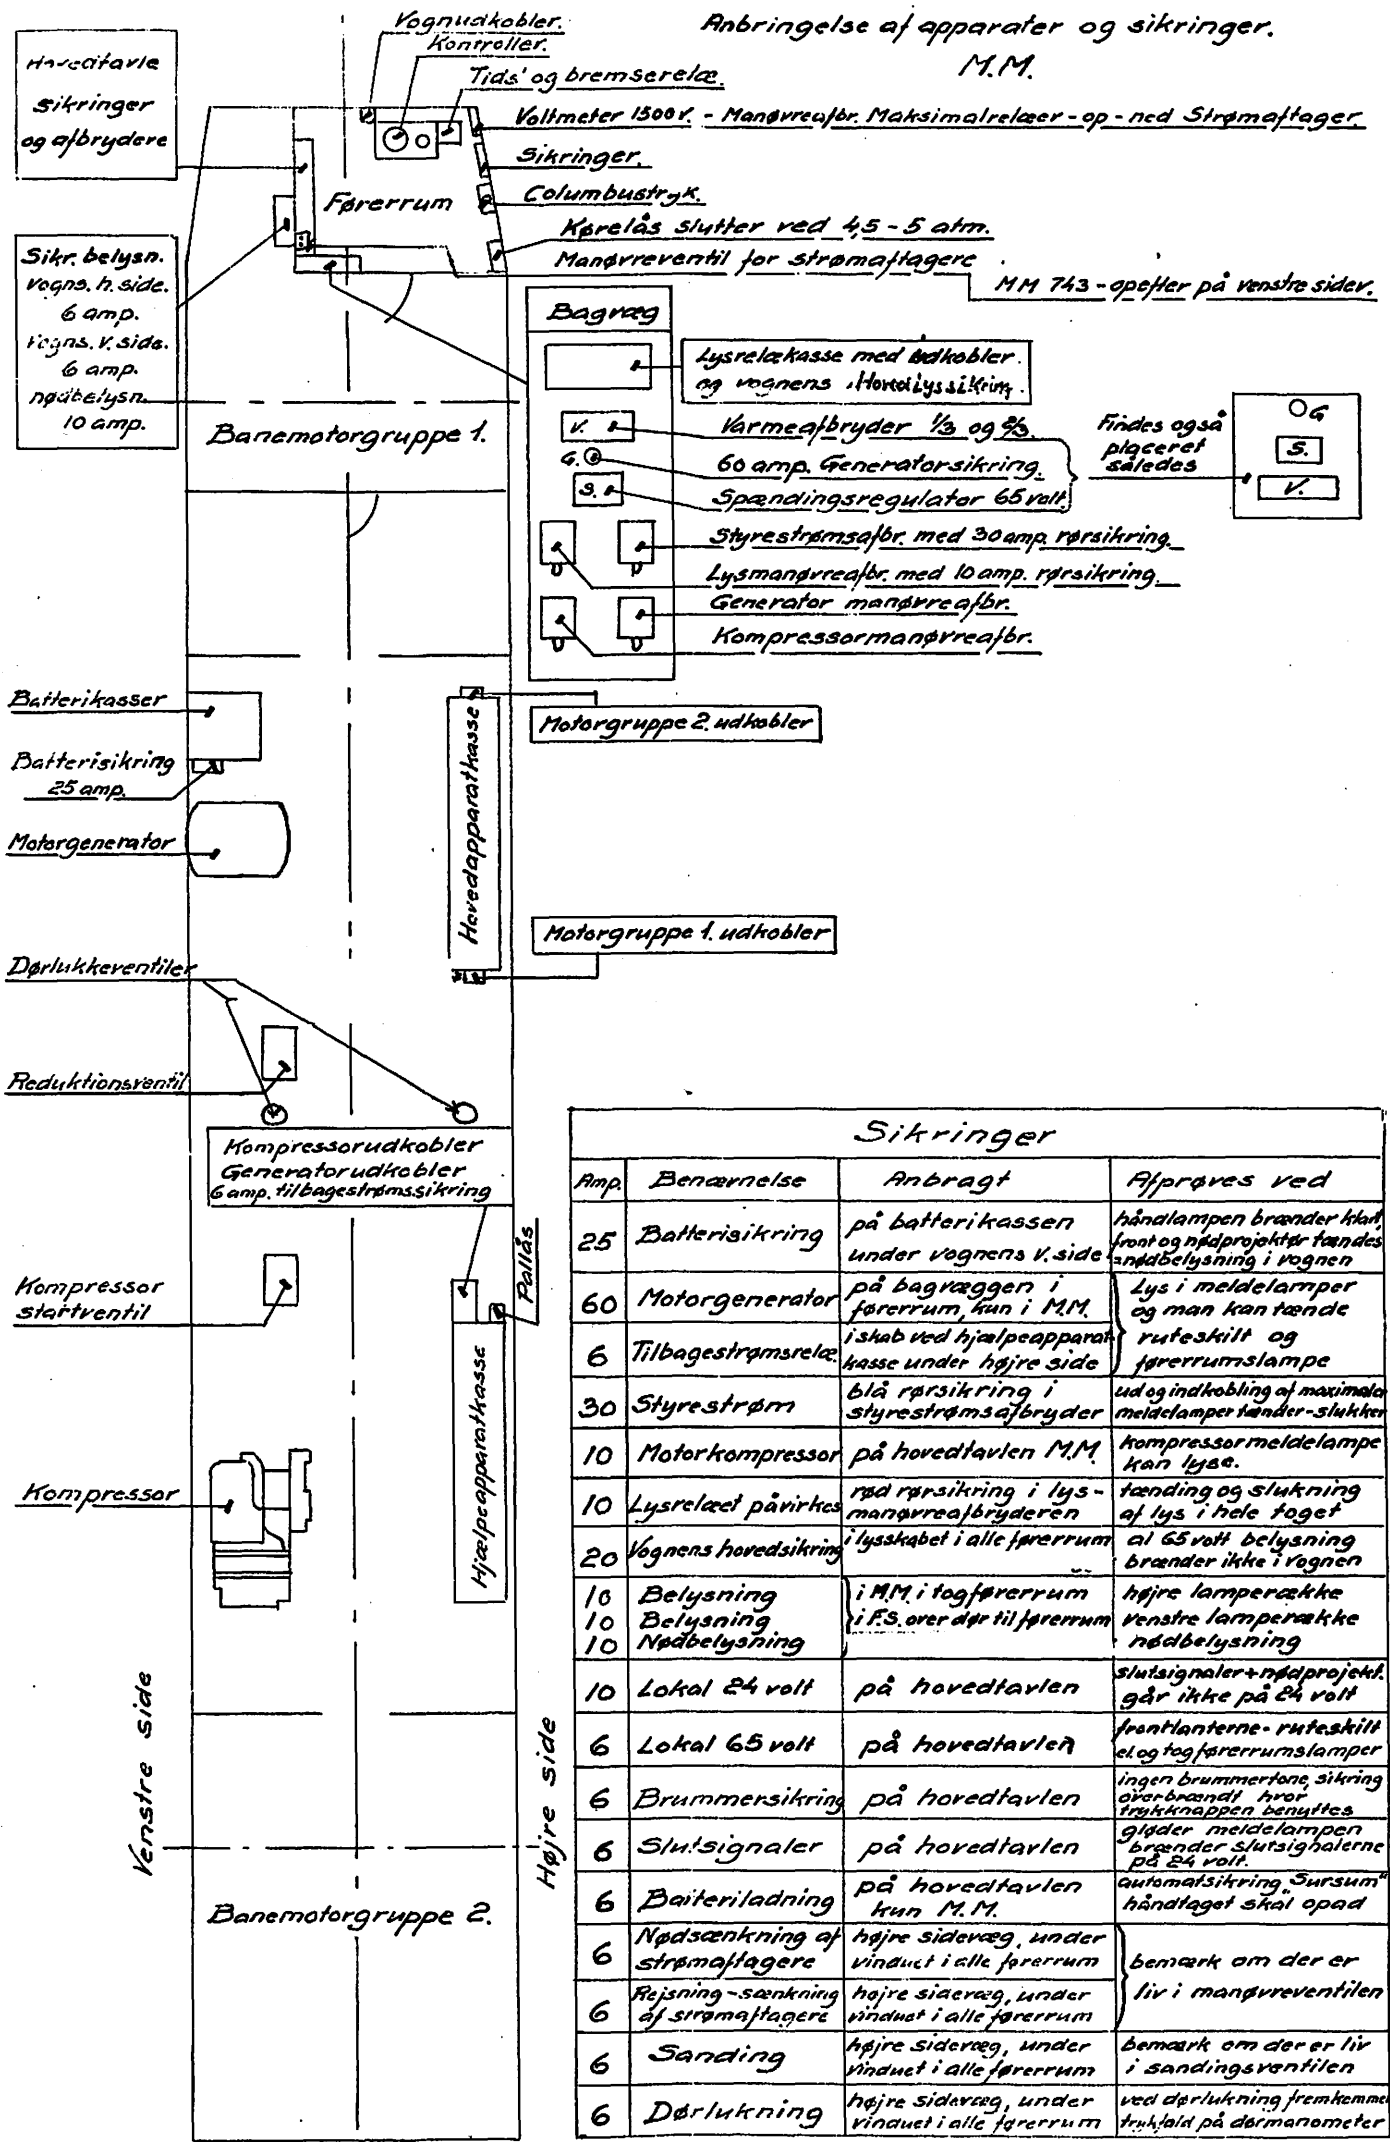 Anbringelse af apparater og sikringer.
M.M.
Hovedtavle
sikringer
og afbrydere
Vognudkobler.
Kontroller.
Tids' og bremserelæ.
Voltmeter 1500 v. - Manøvreafbr. Maksimalrelæer - op - ned Strømaftager.
Sikringer.
Columbustryk.
Førerrum
Kørelås slutter ved 4,5 - 5 atm.
Manøvreventil for strømaftagere
MM 743 - opefter på venstre sidev.
Sikr. belysn.
vogns. h. side.
6 amp.
vogns. v. side.
6 amp.
nødbelysn.
10 amp.
Bagvæg
Lysrelækasse med udkobler.
og vognens Hovedlyssikring.
V.
Varmeafbryder 1/3 og 2/3.
G.
60 amp. Generatorsikring.
S.
Spændingsregulator 65 volt.
Findes også
placeret
således
G
S.
V.
Styrestrømsafbr. med 30 amp. rørsikring.
Lysmanøvreafbr. med 10 amp. rørsikring.
Generator manøvreafbr.
Kompressormanøvreafbr.
Banemotorgruppe 1.
Batterikasser
Batterisikring
25 amp.
Motorgenerator
Hovedapparatkasse
Motorgruppe 2. udkobler
Motorgruppe 1. udkobler
Dørlukkeventiler
Reduktionsventil
Kompressorudkobler
Generatorudkobler
6 amp. tilbagestrømssikring
Pallås
Kompressor
startventil
Hjælpeapparatkasse
Kompressor
Venstre side
Højre side
Banemotorgruppe 2.
Sikringer
Amp. Benærnelse Anbragt Afprøves ved
25 Batterisikring på batterikassen under vognens v. side håndlampen brænder klart, front og nødprojektør tændes =nødbelysning i vognen
60 Motorgenerator på bagvæggen i førerrum, kun i M.M. Lys i meldelamper og man kan tænde ruteskilt og førerrumslampe
6 Tilbagestrømsrelæ. i skab ved hjælpeapparat kasse under højre side
30 Styrestrøm blå rørsikring i styrestrømsafbryder ud og indkobling af maximale meldelamper tænder-slukker
10 Motorkompressor på hovedtavlen M.M. kompressormeldelampe kan lyse.
10 Lysrelæet påvirkes rød rørsikring i lys- manøvreafbryderen tænding og slukning af lys i hele toget
20 Vognens hovedsikring i lysskabet i alle førerrum al 65 volt belysning brænder ikke i vognen
10 Belysning i M.M. i togførerrum højre lamperække
10 Belysning i F.S. over dør til førerrum venstre lamperække
10 Nødbelysning nødbelysning
10 Lokal 24 volt på hovedtavlen slutsignaler + nødprojekt. går ikke på 24 volt
6 Lokal 65 volt på hovedtavlen frontlanterne - ruteskilt el. og togførerrumslamper
6 Brummersikring på hovedtavlen ingen brummertone, sikring overbrændt hvor trykknappen benyttes
6 Slutsignaler på hovedtavlen gløder meldelampen brænder slutsignalerne på 24 volt.
6 Batteriladning på hovedtavlen kun M.M. automatsikring „Sursum" håndtaget skal opad
6 Nødsænkning af strømaftagere højre sidevæg, under vinduet i alle førerrum bemærk om der er liv i manøvreventilen
6 Rejsning - sænkning af strømaftagere højre sidevæg, under vinduet i alle førerrum
6 Sanding højre sidevæg, under vinduet i alle førerrum bemærk om der er liv i sandingsventilen
6 Dørlukning højre sidevæg, under vinduet i alle førerrum ved dørlukning fremkommer trykfald på dørmanometer